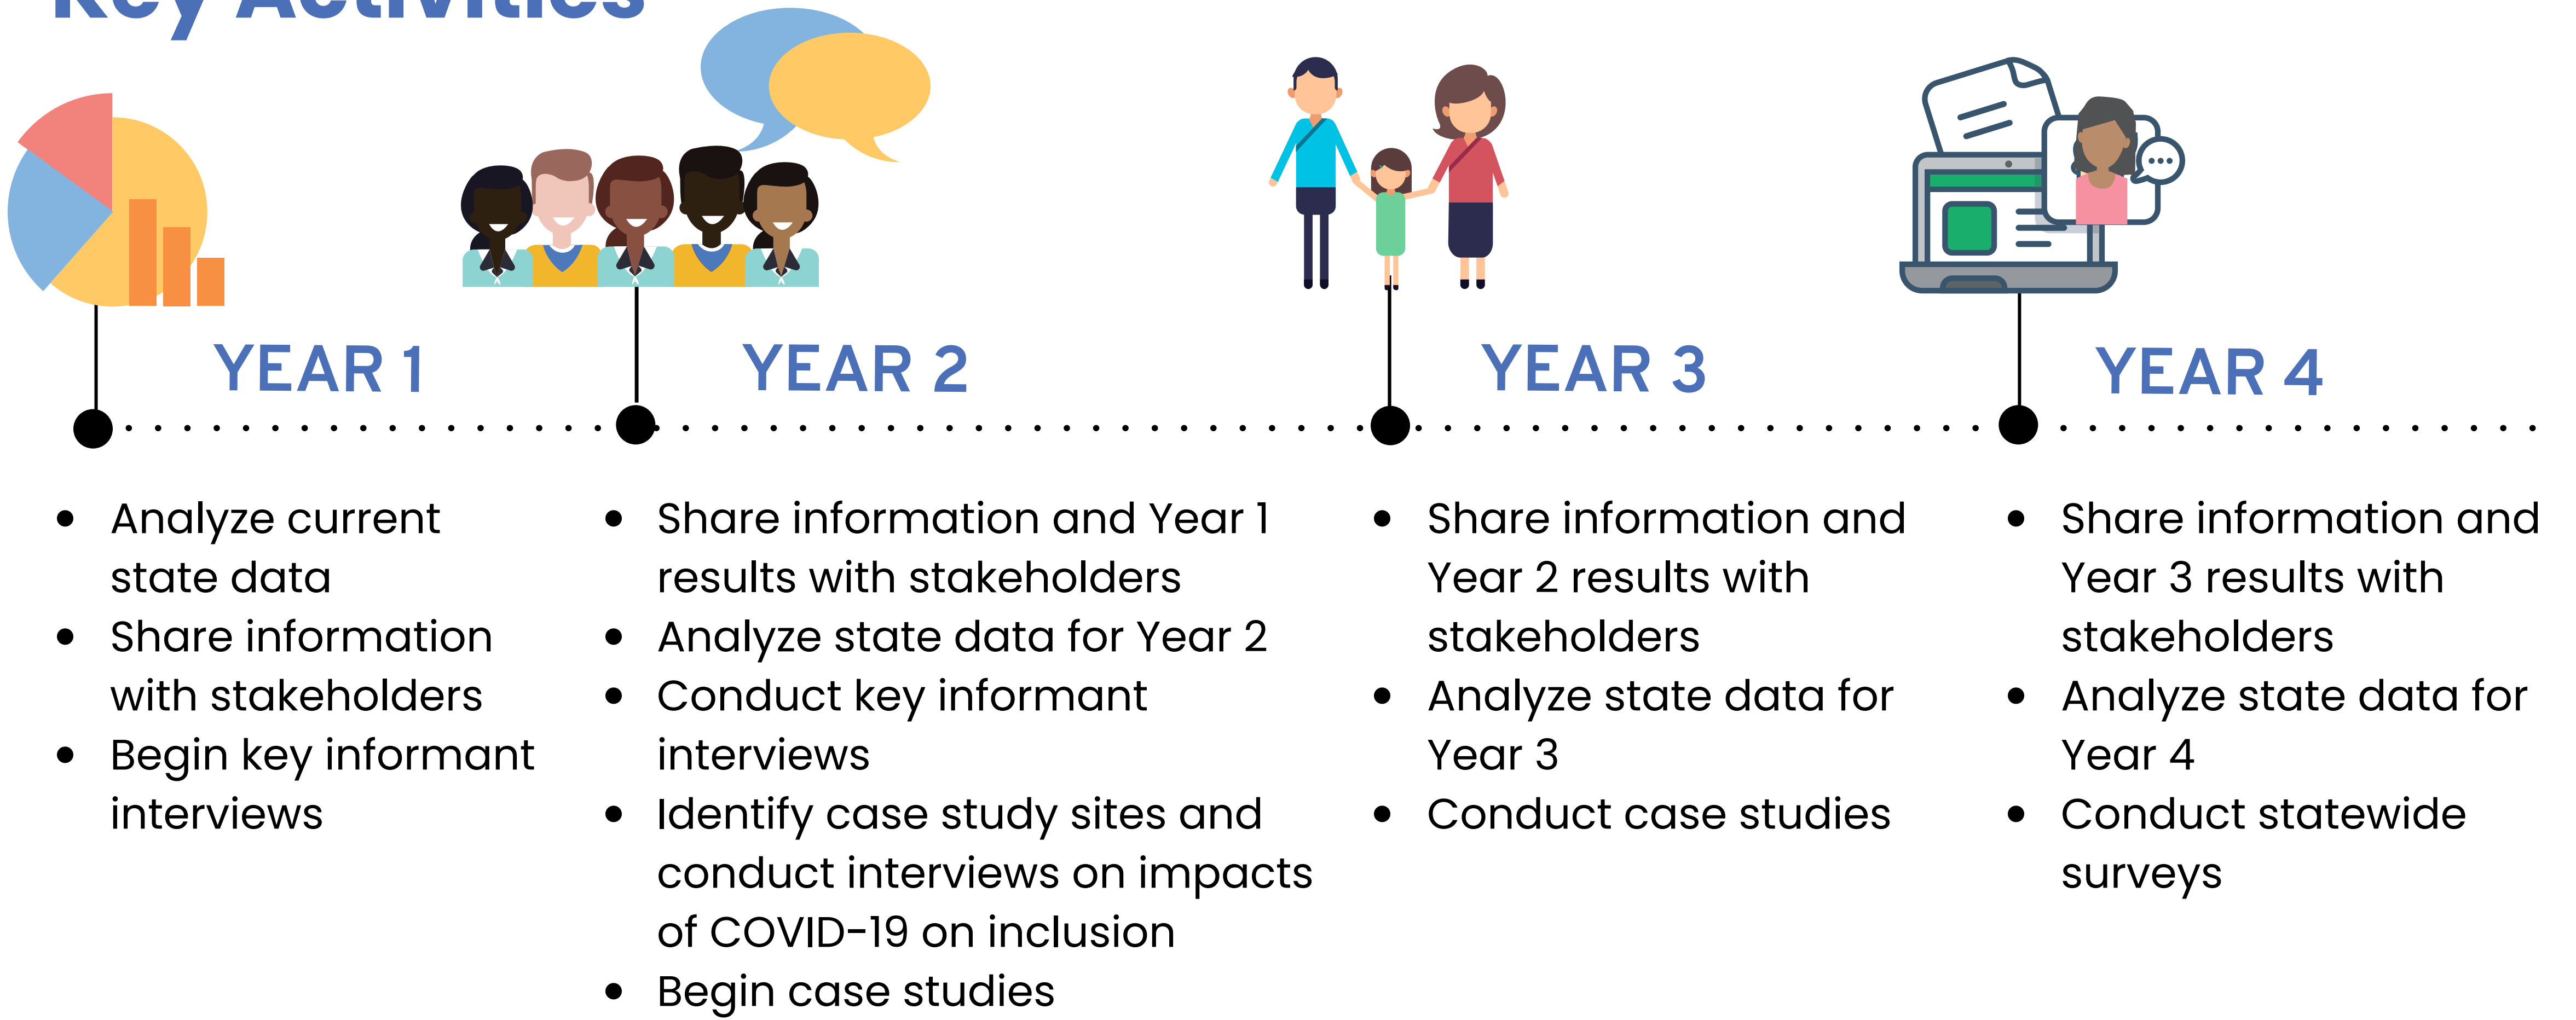 Key Activities
YEAR 1
• Analyze current
state data
• Share information
with stakeholders
• Begin key informant
interviews
YEAR 2
• Share information and Year 1
results with stakeholders
• Analyze state data for Year 2
• Conduct key informant
interviews
• Identify case study sites and
conduct interviews on impacts
of COVID-19 on inclusion
• Begin case studies
YEAR 3
• Share information and
Year 2 results with
stakeholders
• Analyze state data for
Year 3
• Conduct case studies
YEAR 4
• Share information and
Year 3 results with
stakeholders
• Analyze state data for
Year 4
• Conduct statewide
surveys